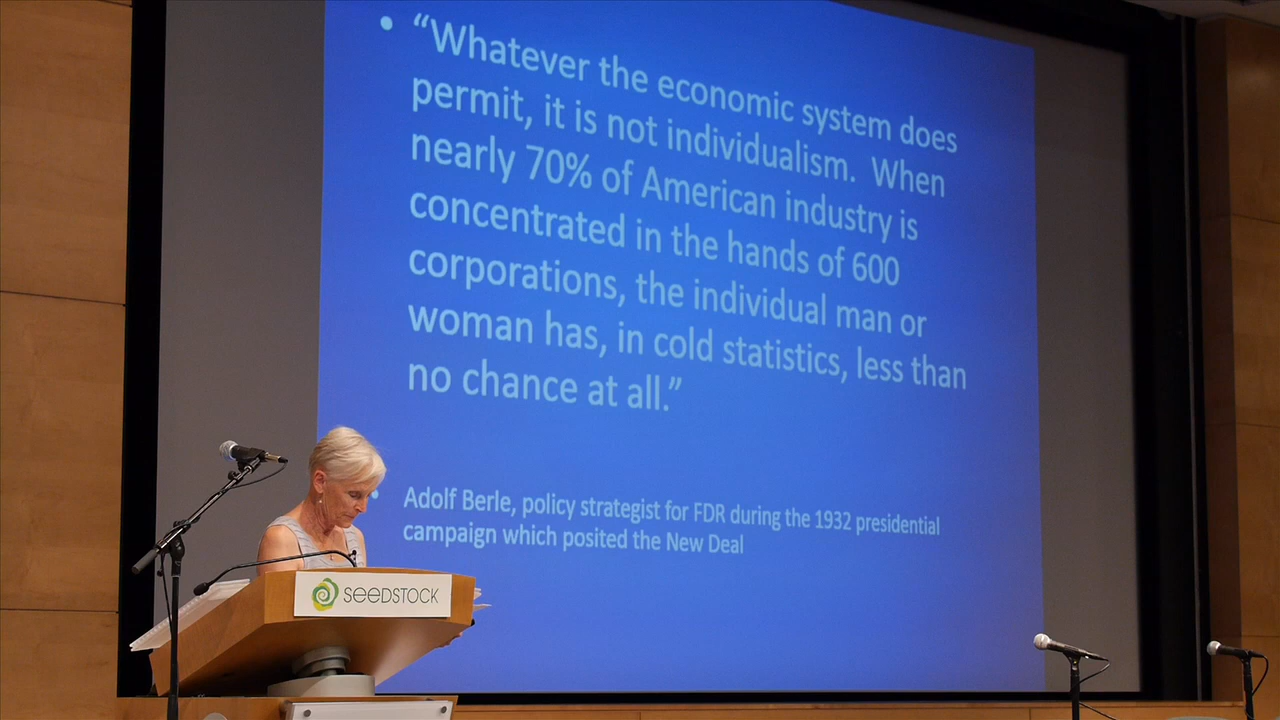 • “Whatever the economic system does
permit, it is not individualism.  When
nearly 70% of American industry is
concentrated in the hands of 600
corporations, the individual man or
woman has, in cold statistics, less than
no chance at all.”
• Adolf Berle, policy strategist for FDR during the 1932 presidential
campaign which posited the New Deal
SEEDSTOCK